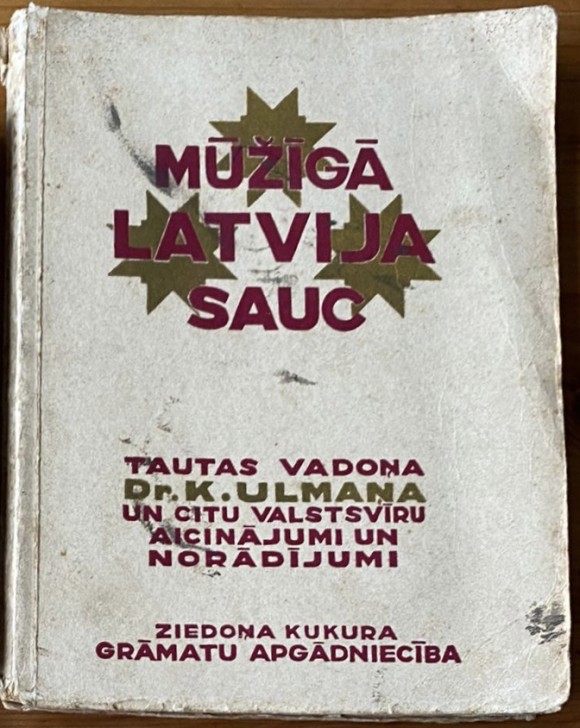 MŪŽĪGĀ
LATVIJA
SAUC
TAUTAS VADOŅA
Dr.K.ULMAŅA
UN CITU VALSTSVĪRU
AICINĀJUMI UN
NORĀDĪJUMI
ZIEDOŅA KUKURA
GRĀMATU APGĀDNIECĪBA